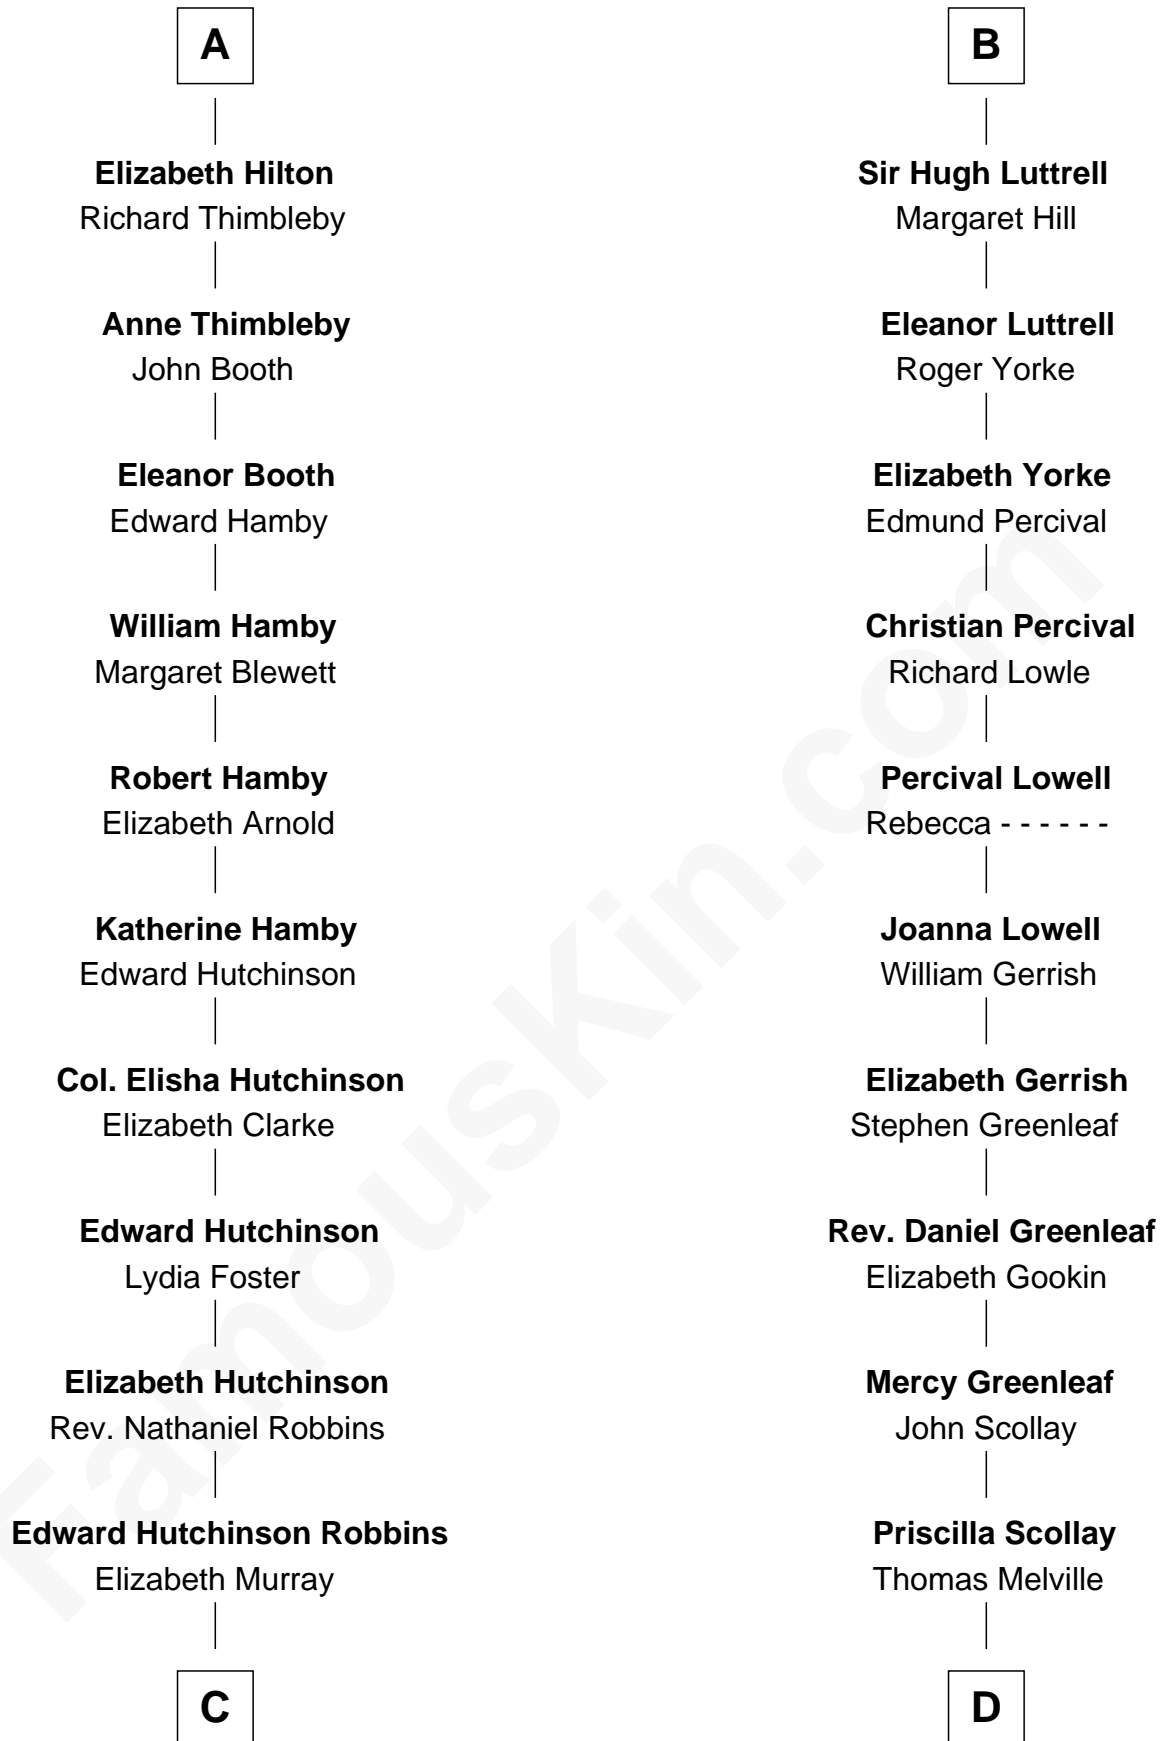 A
Elizabeth Hilton
Richard Thimbleby
Anne Thimbleby
John Booth
Eleanor Booth
Edward Hamby
William Hamby
Margaret Blewett
Robert Hamby
Elizabeth Arnold
Katherine Hamby
Edward Hutchinson
Col. Elisha Hutchinson
Elizabeth Clarke
Edward Hutchinson
Lydia Foster
Elizabeth Hutchinson
Rev. Nathaniel Robbins
Edward Hutchinson Robbins
Elizabeth Murray
C
B
Sir Hugh Luttrell
Margaret Hill
Eleanor Luttrell
Roger Yorke
Elizabeth Yorke
Edmund Percival
Christian Percival
Richard Lowle
Percival Lowell
Rebecca - - - - - -
Joanna Lowell
William Gerrish
Elizabeth Gerrish
Stephen Greenleaf
Rev. Daniel Greenleaf
Elizabeth Gookin
Mercy Greenleaf
John Scollay
Priscilla Scollay
Thomas Melville
D
FamousKin.com